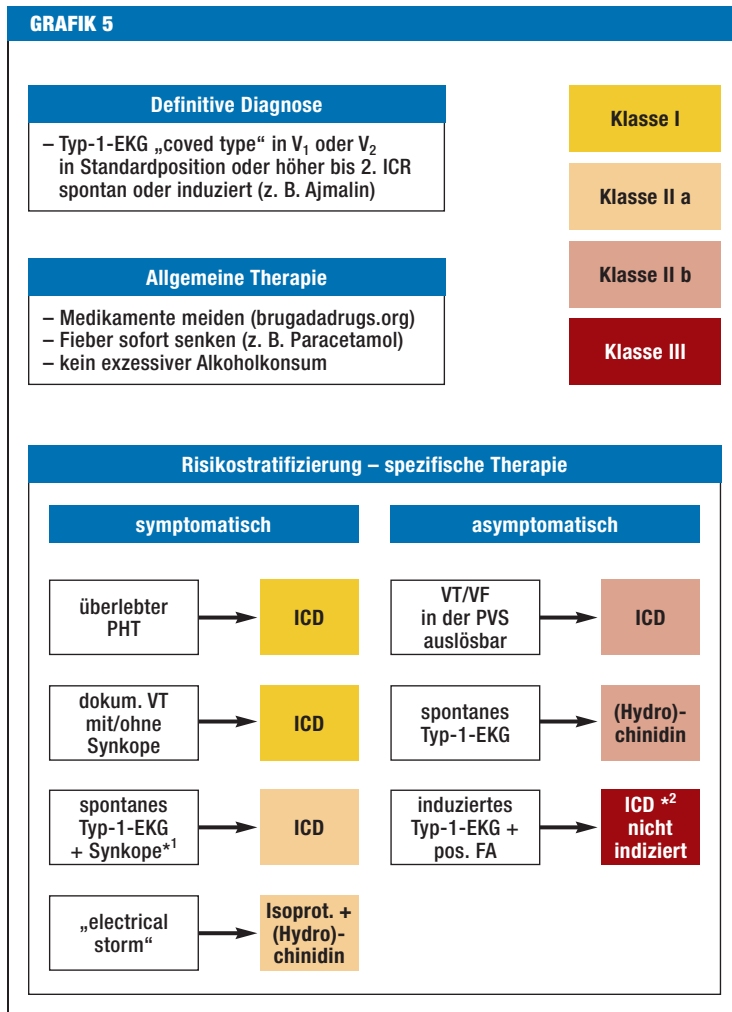 GRAFIK 5
Definitive Diagnose
– Typ-1-EKG „coved type“ in V₁ oder V₂
in Standardposition oder höher bis 2. ICR
spontan oder induziert (z. B. Ajmalin)
Klasse I
Klasse II a
Klasse II b
Klasse III
Allgemeine Therapie
– Medikamente meiden (brugadadrugs.org)
– Fieber sofort senken (z. B. Paracetamol)
– kein exzessiver Alkoholkonsum
Risikostratifizierung – spezifische Therapie
symptomatisch
überlebter
PHT
ICD
dokum. VT
mit/ohne
Synkope
ICD
spontanes
Typ-1-EKG
+ Synkope*¹
ICD
„electrical
storm“
Isoprot. +
(Hydro)-
chinidin
asymptomatisch
VT/VF
in der PVS
auslösbar
ICD
spontanes
Typ-1-EKG
(Hydro)-
chinidin
induziertes
Typ-1-EKG +
pos. FA
ICD *²
nicht
indiziert